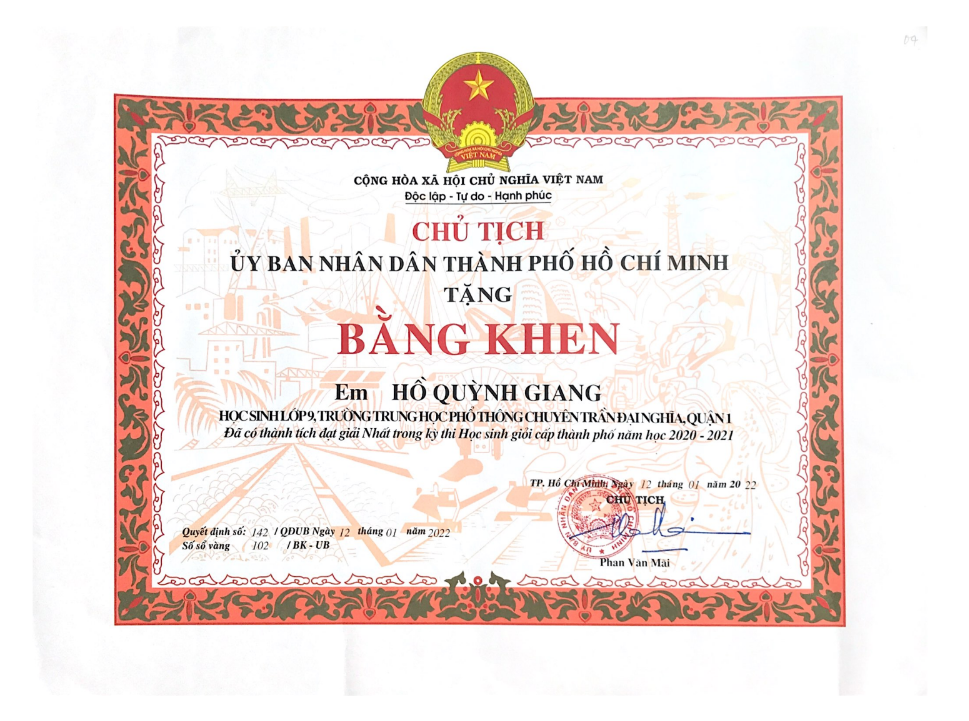 04
VIỆT NAM
CỘNG HÒA XÃ HỘI CHỦ NGHĨA VIỆT NAM
Độc lập - Tự do - Hạnh phúc
CHỦ TỊCH
ỦY BAN NHÂN DÂN THÀNH PHỐ HỒ CHÍ MINH
TẶNG
BẰNG KHEN
Em HỒ QUỲNH GIANG
HỌC SINH LỚP 9, TRƯỜNG TRUNG HỌC PHỔ THÔNG CHUYÊN TRẦN ĐẠI NGHĨA, QUẬN 1
Đã có thành tích đạt giải Nhất trong kỳ thi Học sinh giỏi cấp thành phố năm học 2020 - 2021
TP. Hồ Chí Minh, Ngày 12 tháng 01 năm 2022
CHỦ TỊCH
Quyết định số: 142 / QĐUB Ngày 12 tháng 01 năm 2022
Số sổ vàng 102 / BK - UB
Phan Văn Mãi